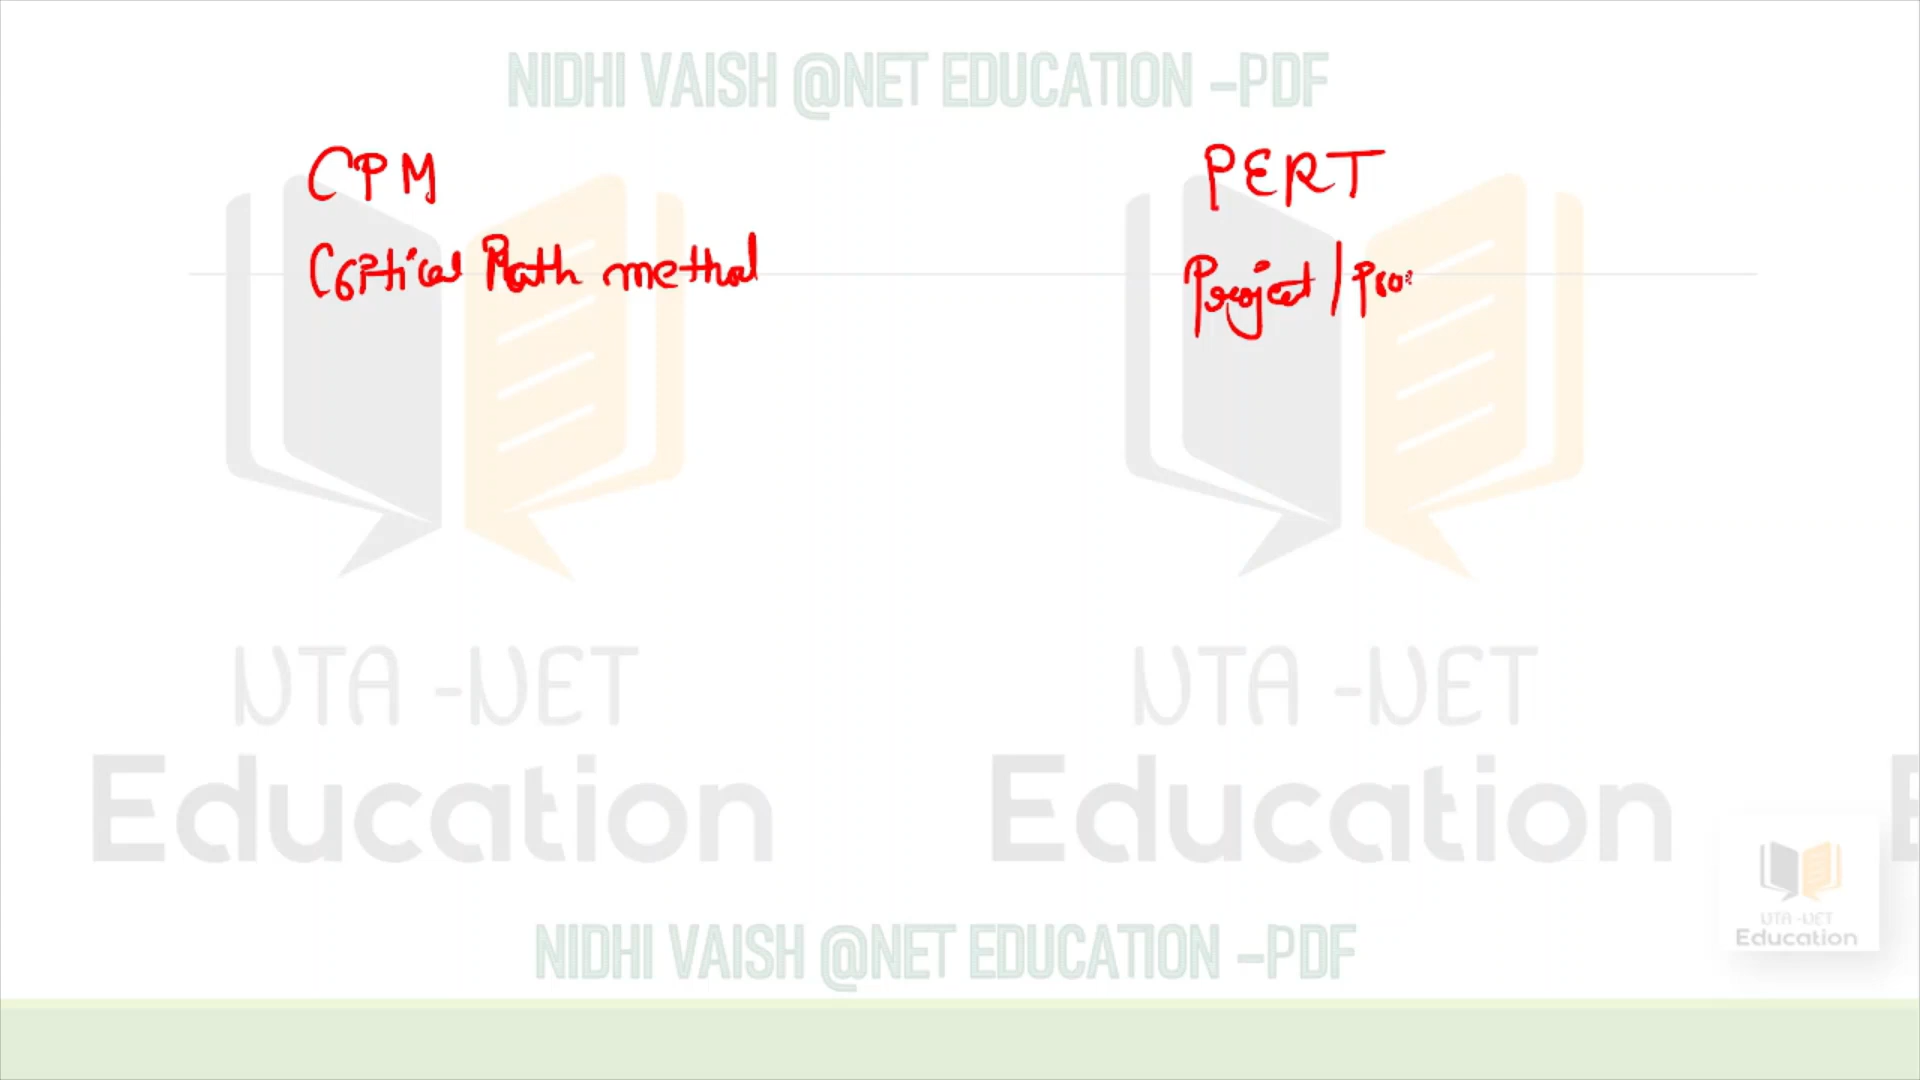 NIDHI VAISH @NET EDUCATION –PDF
CPM
PERT
Critical Path method
Project / Pro
NTA -NET
NTA -NET
Education
Education
NTA -NET
Education
NIDHI VAISH @NET EDUCATION –PDF